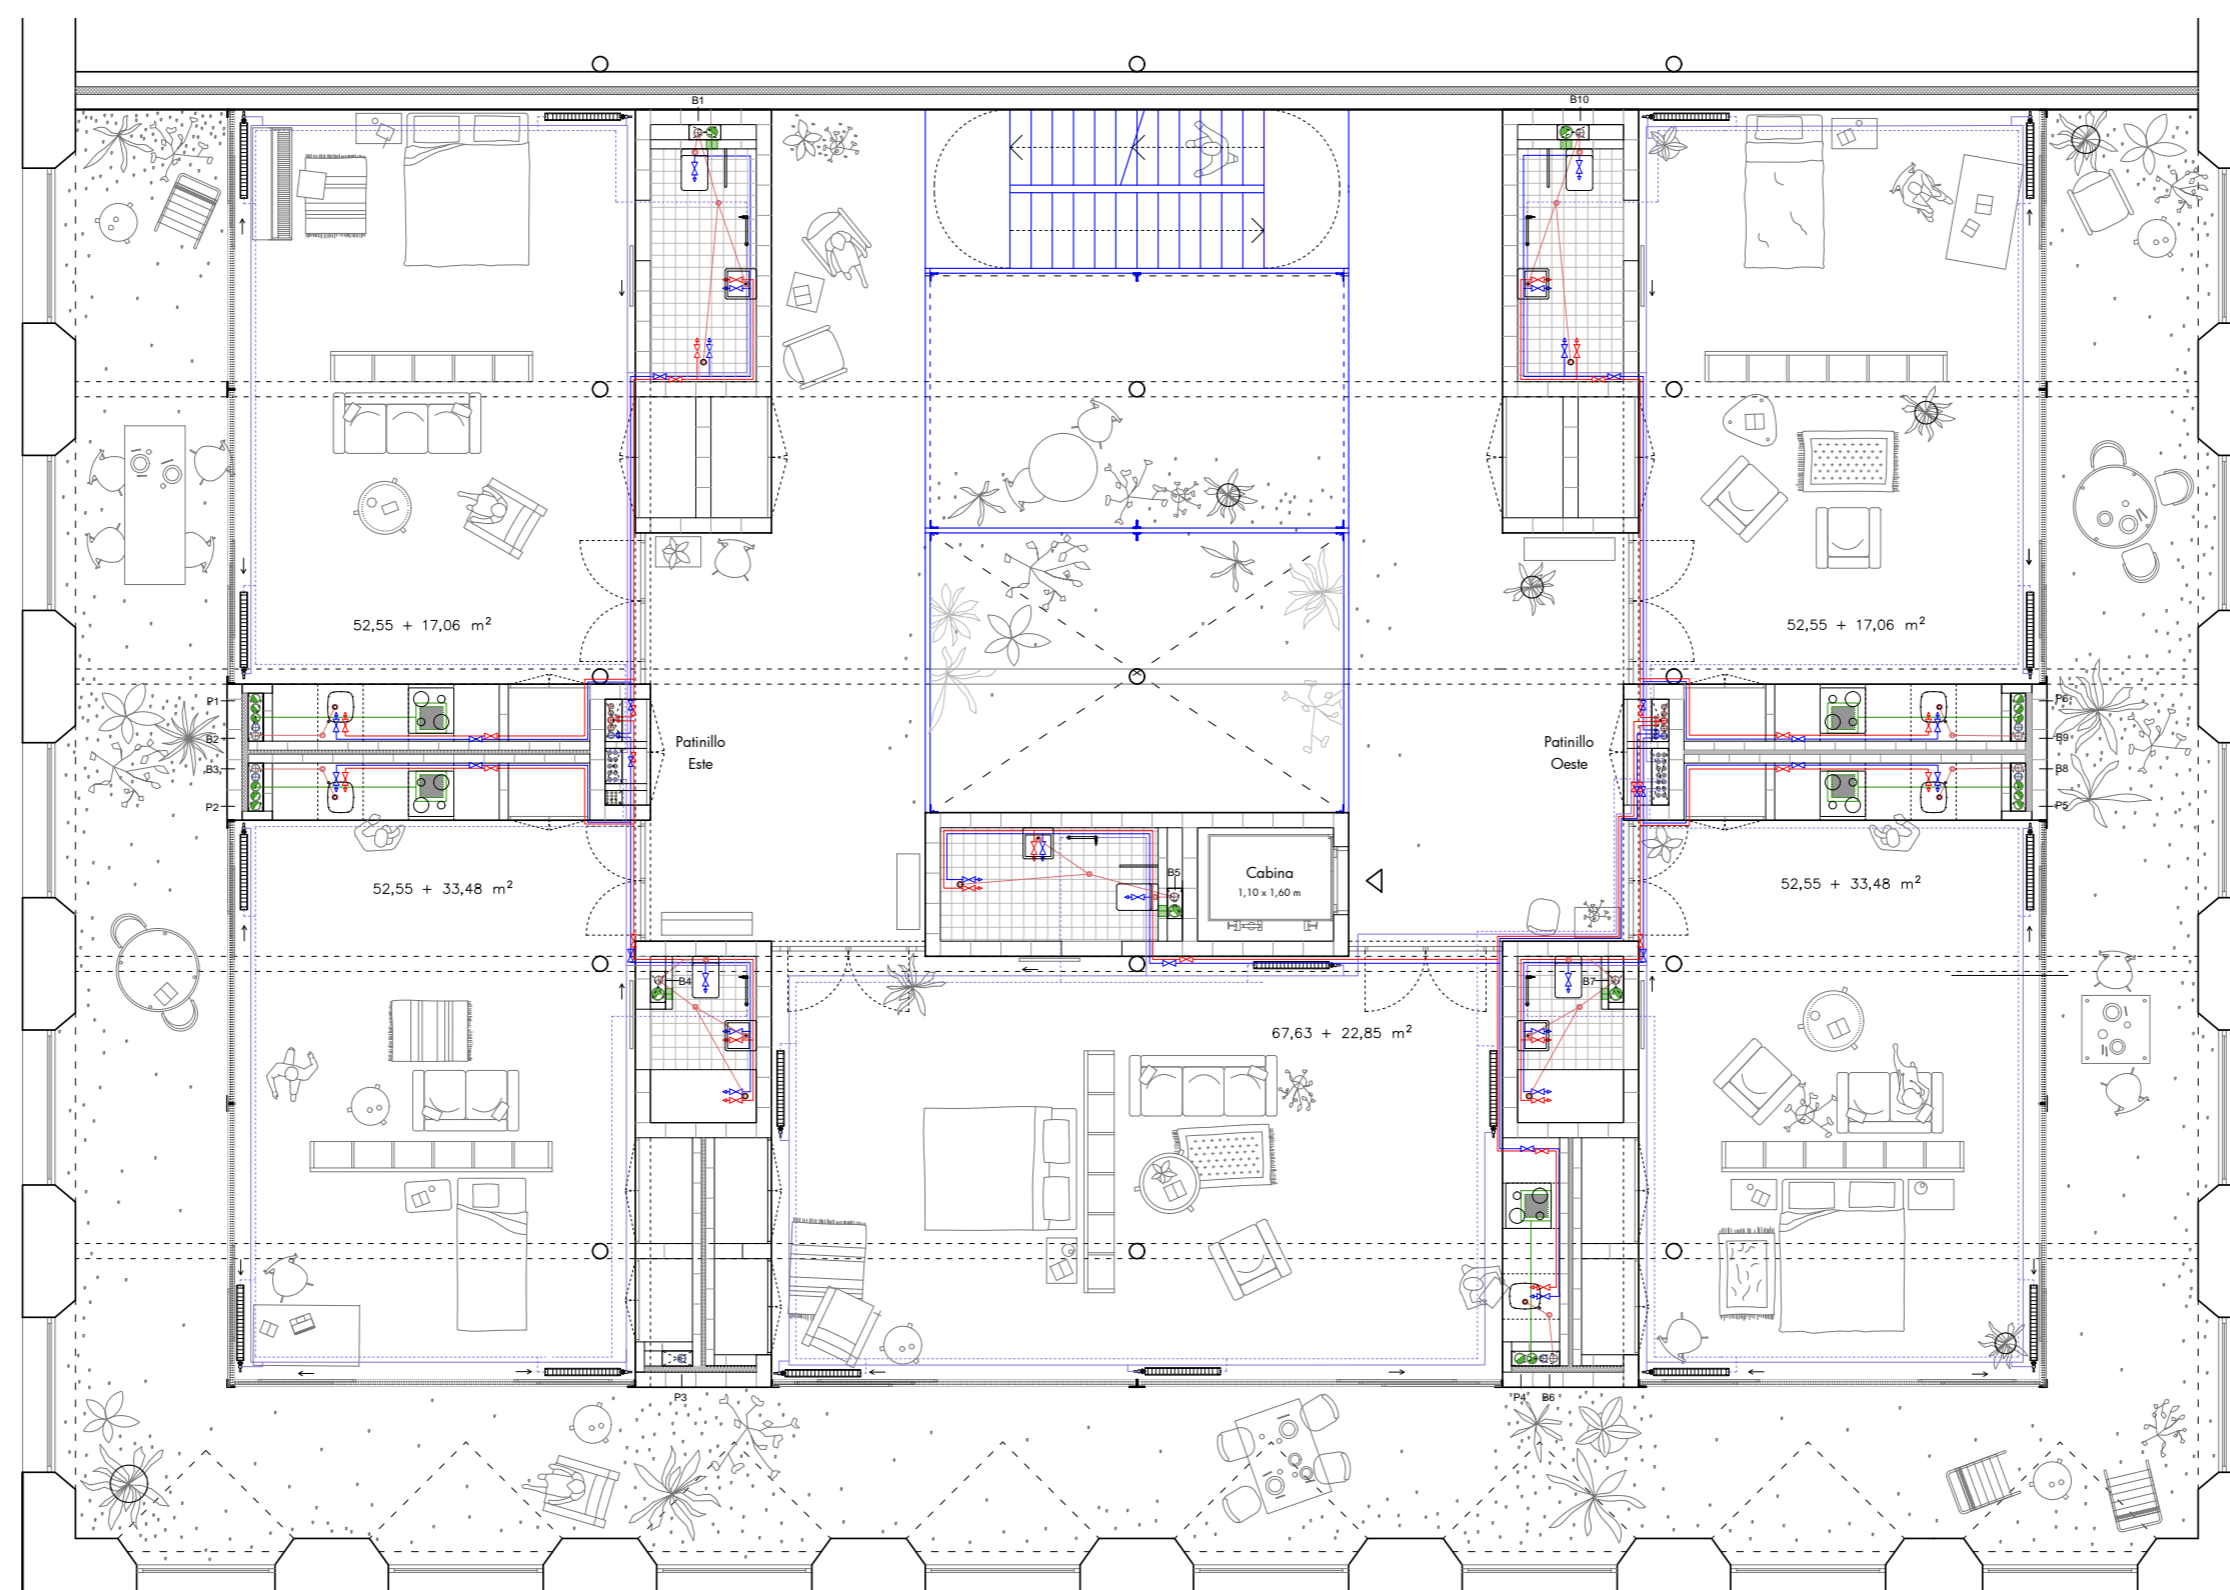 B1
B10
52,55 + 17,06 m²
52,55 + 17,06 m²
P1
B2
B3
P2
Patinillo
Este
Patinillo
Oeste
P6
B9
B8
P5
52,55 + 33,48 m²
B5
Cabina
1,10 x 1,60 m
52,55 + 33,48 m²
B4
B7
67,63 + 22,85 m²
P3
P4
B6